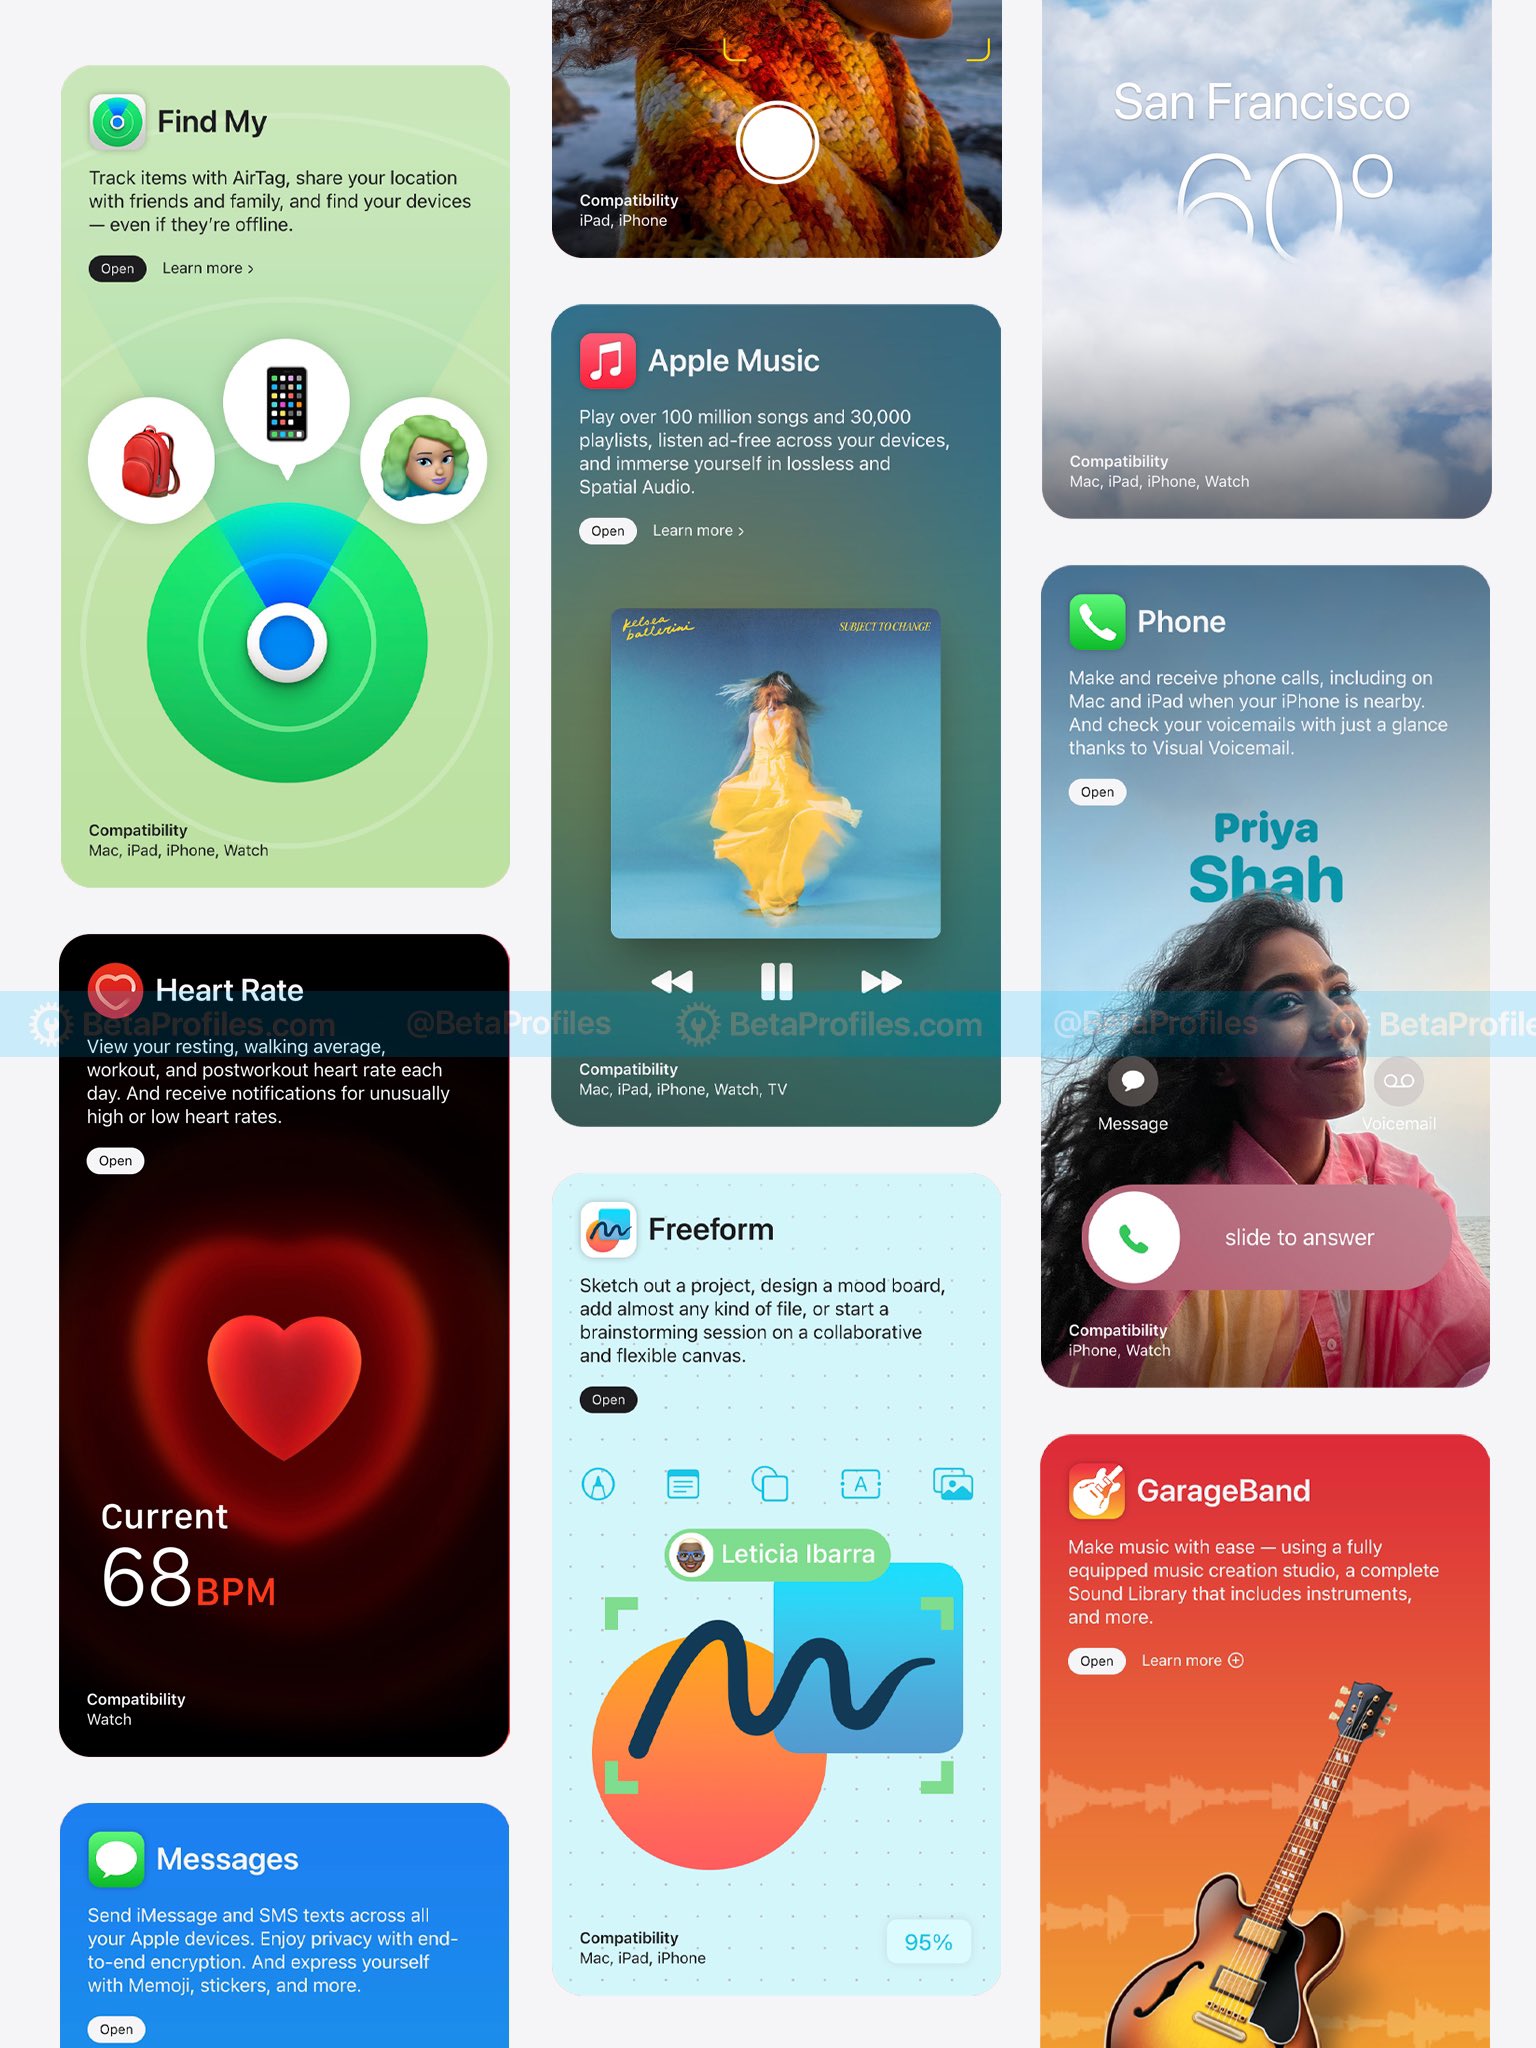 Find My
Track items with AirTag, share your location
with friends and family, and find your devices
— even if they’re offline.
Open Learn more ›
Compatibility
Mac, iPad, iPhone, Watch
Heart Rate
View your resting, walking average,
workout, and postworkout heart rate each
day. And receive notifications for unusually
high or low heart rates.
Open
Current
68BPM
Compatibility
Watch
Messages
Send iMessage and SMS texts across all
your Apple devices. Enjoy privacy with end-
to-end encryption. And express yourself
with Memoji, stickers, and more.
Open
Compatibility
iPad, iPhone
Apple Music
Play over 100 million songs and 30,000
playlists, listen ad-free across your devices,
and immerse yourself in lossless and
Spatial Audio.
Open Learn more ›
kelsea
ballerini
SUBJECT TO CHANGE
Compatibility
Mac, iPad, iPhone, Watch, TV
Freeform
Sketch out a project, design a mood board,
add almost any kind of file, or start a
brainstorming session on a collaborative
and flexible canvas.
Open
A
Leticia Ibarra
Compatibility
Mac, iPad, iPhone
95%
San Francisco
60°
Compatibility
Mac, iPad, iPhone, Watch
Phone
Make and receive phone calls, including on
Mac and iPad when your iPhone is nearby.
And check your voicemails with just a glance
thanks to Visual Voicemail.
Open
Priya
Shah
Message Voicemail
slide to answer
Compatibility
iPhone, Watch
GarageBand
Make music with ease — using a fully
equipped music creation studio, a complete
Sound Library that includes instruments,
and more.
Open Learn more
BetaProfiles.com @BetaProfiles BetaProfiles.com @BetaProfiles BetaProfile